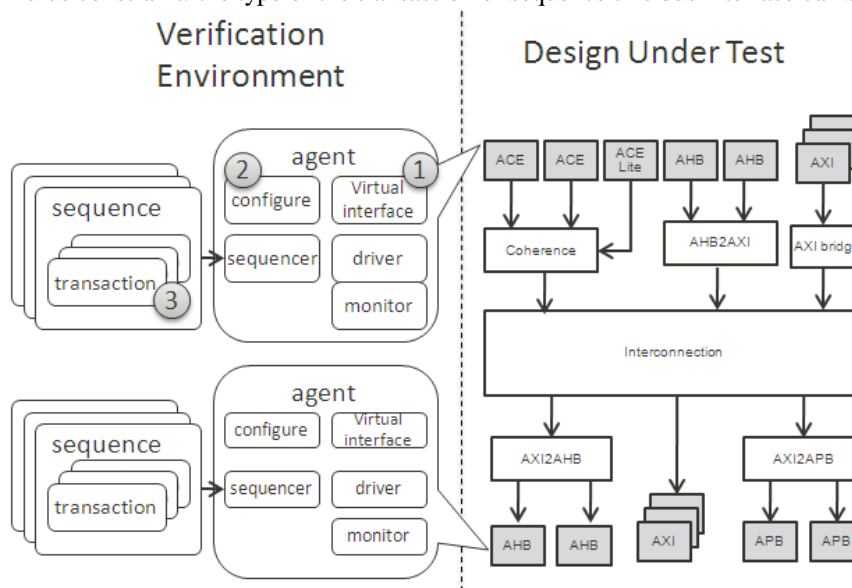 Verification
Environment
Design Under Test
agent
2
1
configure
Virtual
interface
sequence
sequencer
driver
transaction
3
monitor
agent
configure
Virtual
interface
sequence
sequencer
driver
transaction
monitor
ACE
ACE
ACE
Lite
AHB
AHB
AXI
Coherence
AHB2AXI
AXI bridg
Interconnection
AXI2AHB
AXI2APB
AHB
AHB
AXI
APB
APB